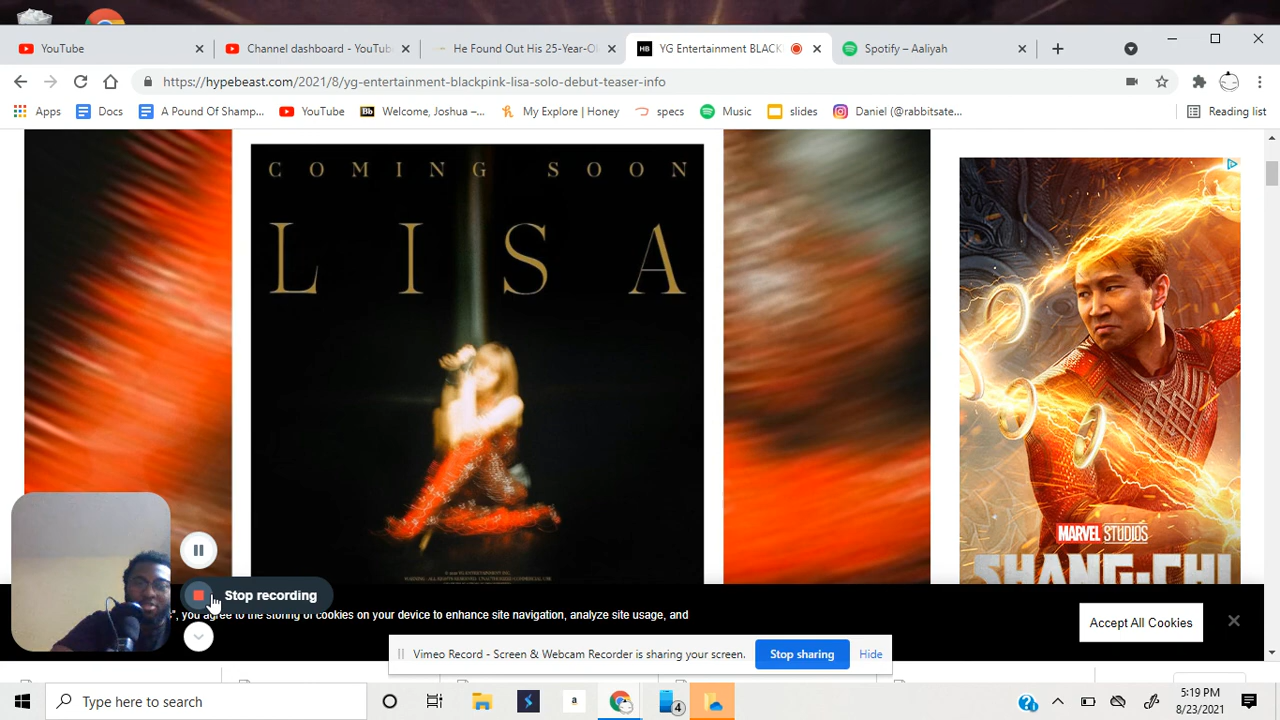 YouTube
Channel dashboard - YouTub
He Found Out His 25-Year-Ol
HB
YG Entertainment BLACK
Spotify – Aaliyah
https://hypebeast.com/2021/8/yg-entertainment-blackpink-lisa-solo-debut-teaser-info
Apps
Docs
A Pound Of Shamp...
YouTube
Bb
Welcome, Joshua –...
My Explore | Honey
specs
Music
slides
Daniel (@rabbitsate...
Reading list
COMING SOON
LISA
MARVEL STUDIOS
Stop recording
you agree to the storing of cookies on your device to enhance site navigation, analyze site usage, and
Accept All Cookies
Vimeo Record - Screen & Webcam Recorder is sharing your screen.
Stop sharing
Hide
Type here to search
a
4
5:19 PM
8/23/2021